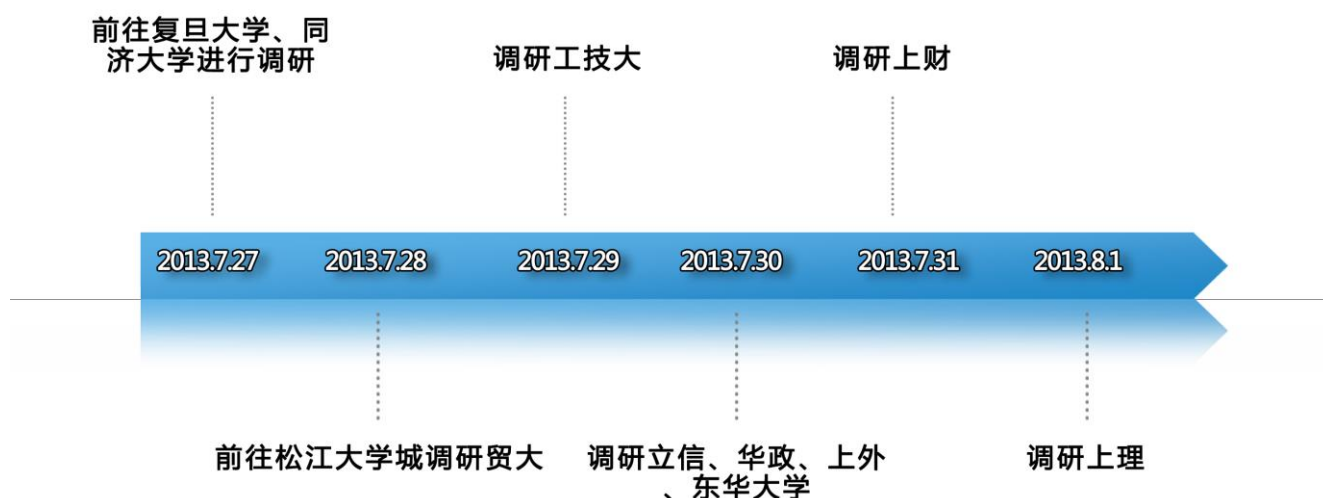 前往复旦大学、同
济大学进行调研
调研工技大
调研上财
2013.7.27
2013.7.28
2013.7.29
2013.7.30
2013.7.31
2013.8.1
前往松江大学城调研贸大
调研立信、华政、上外
、东华大学
调研上理